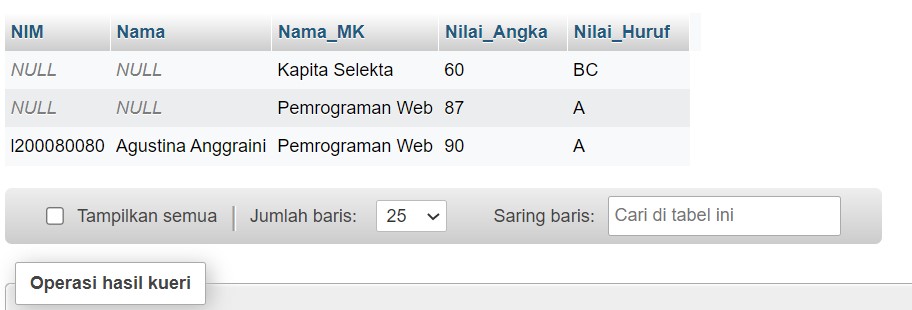 NIM Nama Nama_MK Nilai_Angka Nilai_Huruf
NULL NULL Kapita Selekta 60 BC
NULL NULL Pemrograman Web 87 A
l200080080 Agustina Anggraini Pemrograman Web 90 A
Tampilkan semua Jumlah baris: 25 Saring baris: Cari di tabel ini
Operasi hasil kueri